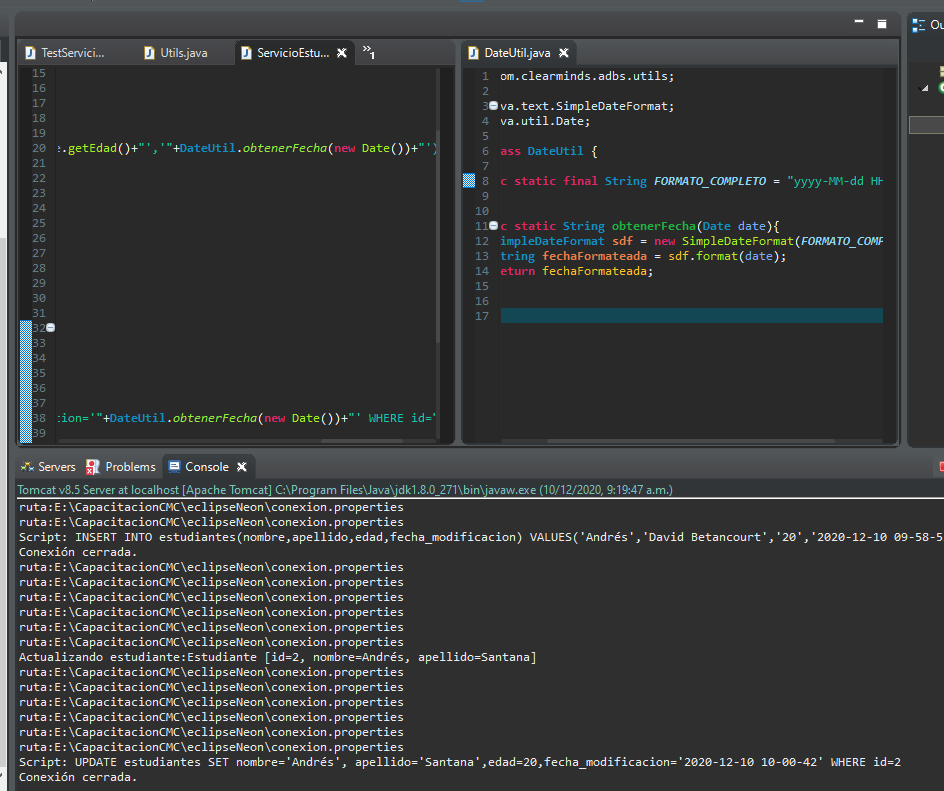 Ou
TestServici... Utils.java ServicioEstu... »1
15
16
17
18
19
20 e.getEdad()+"','"+DateUtil.obtenerFecha(new Date())+"')
21
22
23
24
25
26
27
28
29
30
31
32
33
34
35
36
37
38 cion='"+DateUtil.obtenerFecha(new Date())+"' WHERE id="
39
DateUtil.java
1 om.clearminds.adbs.utils;
2
3 va.text.SimpleDateFormat;
4 va.util.Date;
5
6 ass DateUtil {
7
8 c static final String FORMATO_COMPLETO = "yyyy-MM-dd HH
9
10
11 c static String obtenerFecha(Date date){
12 impleDateFormat sdf = new SimpleDateFormat(FORMATO_COMP
13 tring fechaFormateada = sdf.format(date);
14 eturn fechaFormateada;
15
16
17
Servers Problems Console
Tomcat v8.5 Server at localhost [Apache Tomcat] C:\Program Files\Java\jdk1.8.0_271\bin\javaw.exe (10/12/2020, 9:19:47 a.m.)
ruta:E:\CapacitacionCMC\eclipseNeon\conexion.properties
ruta:E:\CapacitacionCMC\eclipseNeon\conexion.properties
Script: INSERT INTO estudiantes(nombre,apellido,edad,fecha_modificacion) VALUES('Andrés','David Betancourt','20','2020-12-10 09-58-5
Conexión cerrada.
ruta:E:\CapacitacionCMC\eclipseNeon\conexion.properties
ruta:E:\CapacitacionCMC\eclipseNeon\conexion.properties
ruta:E:\CapacitacionCMC\eclipseNeon\conexion.properties
ruta:E:\CapacitacionCMC\eclipseNeon\conexion.properties
ruta:E:\CapacitacionCMC\eclipseNeon\conexion.properties
ruta:E:\CapacitacionCMC\eclipseNeon\conexion.properties
Actualizando estudiante:Estudiante [id=2, nombre=Andrés, apellido=Santana]
ruta:E:\CapacitacionCMC\eclipseNeon\conexion.properties
ruta:E:\CapacitacionCMC\eclipseNeon\conexion.properties
ruta:E:\CapacitacionCMC\eclipseNeon\conexion.properties
ruta:E:\CapacitacionCMC\eclipseNeon\conexion.properties
ruta:E:\CapacitacionCMC\eclipseNeon\conexion.properties
ruta:E:\CapacitacionCMC\eclipseNeon\conexion.properties
Script: UPDATE estudiantes SET nombre='Andrés', apellido='Santana',edad=20,fecha_modificacion='2020-12-10 10-00-42' WHERE id=2
Conexión cerrada.